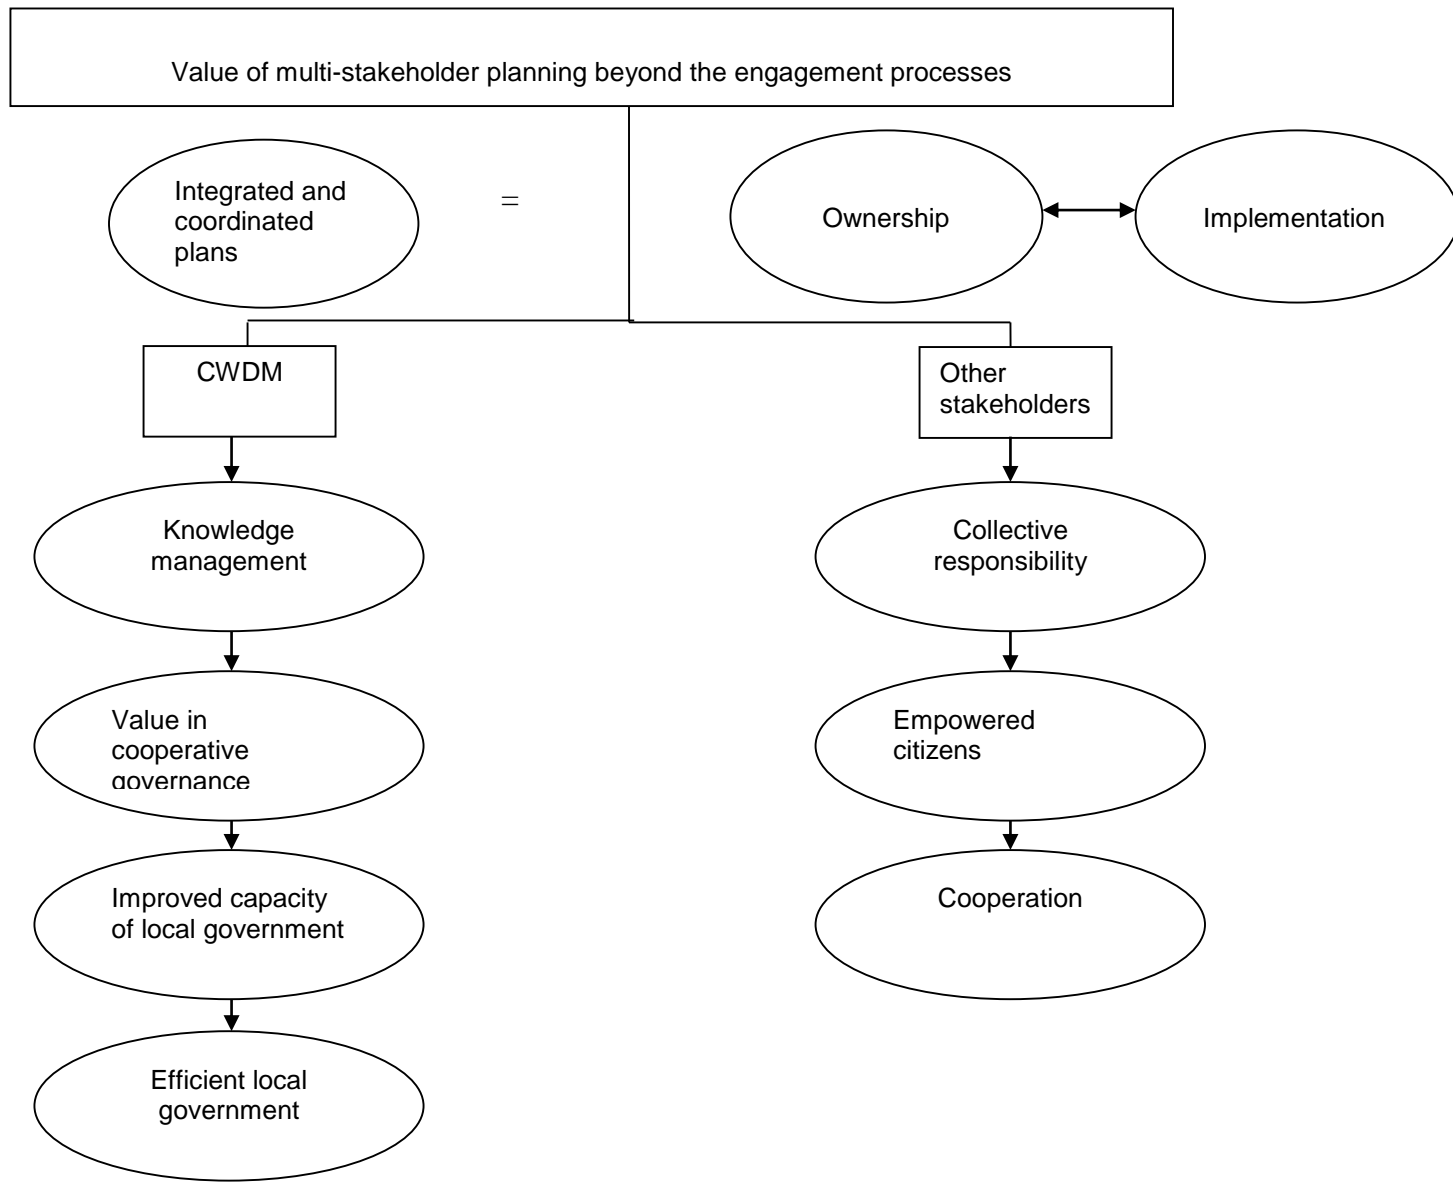 Value of multi-stakeholder planning beyond the engagement processes
Integrated and
coordinated
plans
=
Ownership
Implementation
CWDM
Other
stakeholders
Knowledge
management
Collective
responsibility
Value in
cooperative
governance
Empowered
citizens
Improved capacity
of local government
Cooperation
Efficient local
government